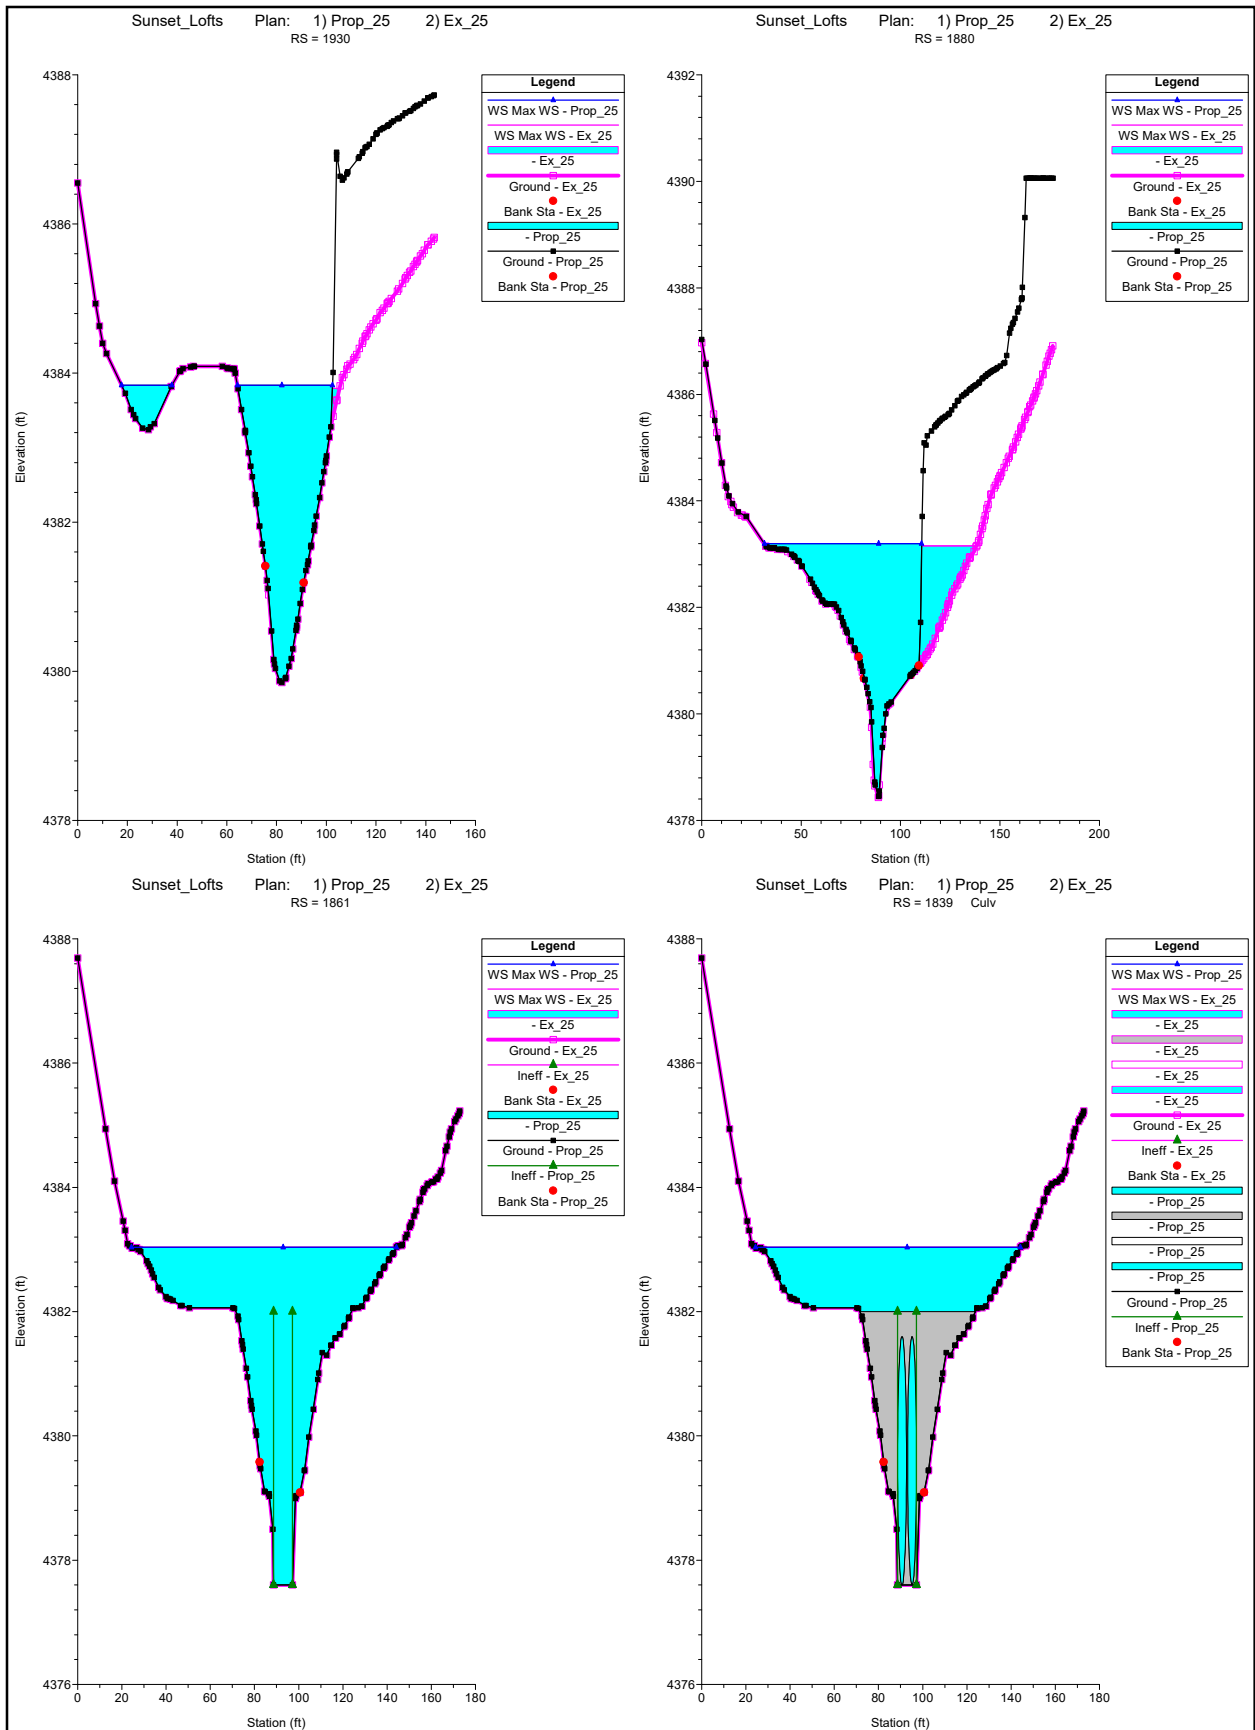 Sunset_Lofts Plan: 1) Prop_25 2) Ex_25
RS = 1930
4388
4386
4384
4382
4380
4378
0 20 40 60 80 100 120 140 160
Station (ft)
Elevation (ft)
Legend
WS Max WS - Prop_25
WS Max WS - Ex_25
- Ex_25
Ground - Ex_25
Bank Sta - Ex_25
- Prop_25
Ground - Prop_25
Bank Sta - Prop_25
Sunset_Lofts Plan: 1) Prop_25 2) Ex_25
RS = 1880
4392
4390
4388
4386
4384
4382
4380
4378
0 50 100 150 200
Station (ft)
Elevation (ft)
Legend
WS Max WS - Prop_25
WS Max WS - Ex_25
- Ex_25
Ground - Ex_25
Bank Sta - Ex_25
- Prop_25
Ground - Prop_25
Bank Sta - Prop_25
Sunset_Lofts Plan: 1) Prop_25 2) Ex_25
RS = 1861
4388
4386
4384
4382
4380
4378
4376
0 20 40 60 80 100 120 140 160 180
Station (ft)
Elevation (ft)
Legend
WS Max WS - Prop_25
WS Max WS - Ex_25
- Ex_25
Ground - Ex_25
Ineff - Ex_25
Bank Sta - Ex_25
- Prop_25
Ground - Prop_25
Ineff - Prop_25
Bank Sta - Prop_25
Sunset_Lofts Plan: 1) Prop_25 2) Ex_25
RS = 1839 Culv
4388
4386
4384
4382
4380
4378
4376
0 20 40 60 80 100 120 140 160 180
Station (ft)
Elevation (ft)
Legend
WS Max WS - Prop_25
WS Max WS - Ex_25
- Ex_25
- Ex_25
- Ex_25
- Ex_25
Ground - Ex_25
Ineff - Ex_25
Bank Sta - Ex_25
- Prop_25
- Prop_25
- Prop_25
- Prop_25
Ground - Prop_25
Ineff - Prop_25
Bank Sta - Prop_25